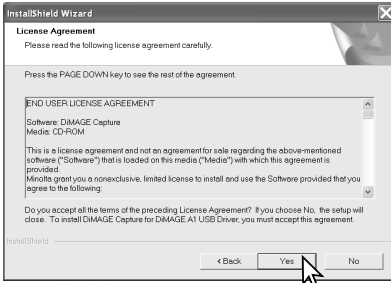 InstallShield Wizard
License Agreement
Please read the following license agreement carefully.
Press the PAGE DOWN key to see the rest of the agreement.
END USER LICENSE AGREEMENT
Software: DiMAGE Capture
Media: CD-ROM
This is a license agreement and not an agreement for sale regarding the above-mentioned
software ("Software") that is loaded on this media ("Media") with which this agreement is
provided.
Minolta grant you a nonexclusive, limited license to install and use the Software provided that you
agree to the following:
Do you accept all the terms of the preceding License Agreement? If you choose No, the setup will
close. To install DiMAGE Capture for DiMAGE A1 USB Driver, you must accept this agreement.
InstallShield
< Back Yes No